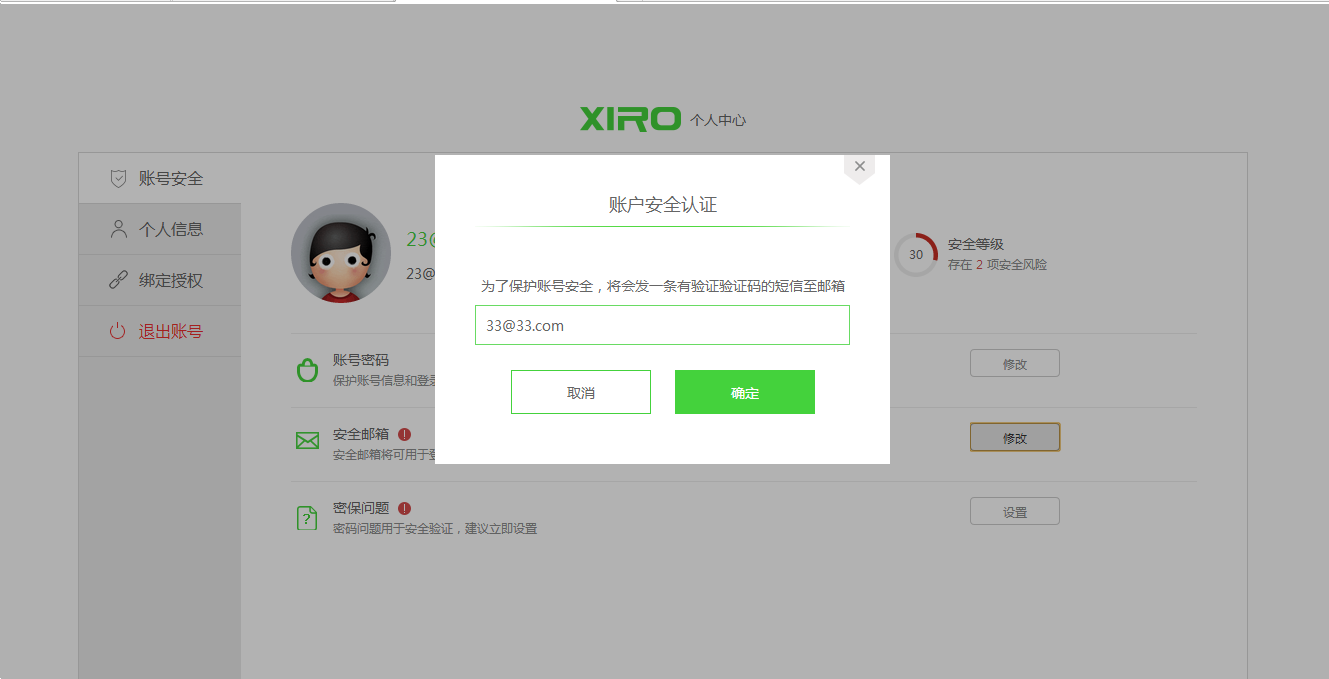 XIRO 个人中心
账号安全
个人信息
绑定授权
退出账号
23@
23@
30
安全等级
存在 2 项安全风险
账户安全认证
为了保护账号安全，将会发一条有验证验证码的短信至邮箱
33@33.com
取消
确定
账号密码
保护账号信息和登录
修改
安全邮箱
安全邮箱将可用于登
修改
密保问题
密码问题用于安全验证，建议立即设置
设置